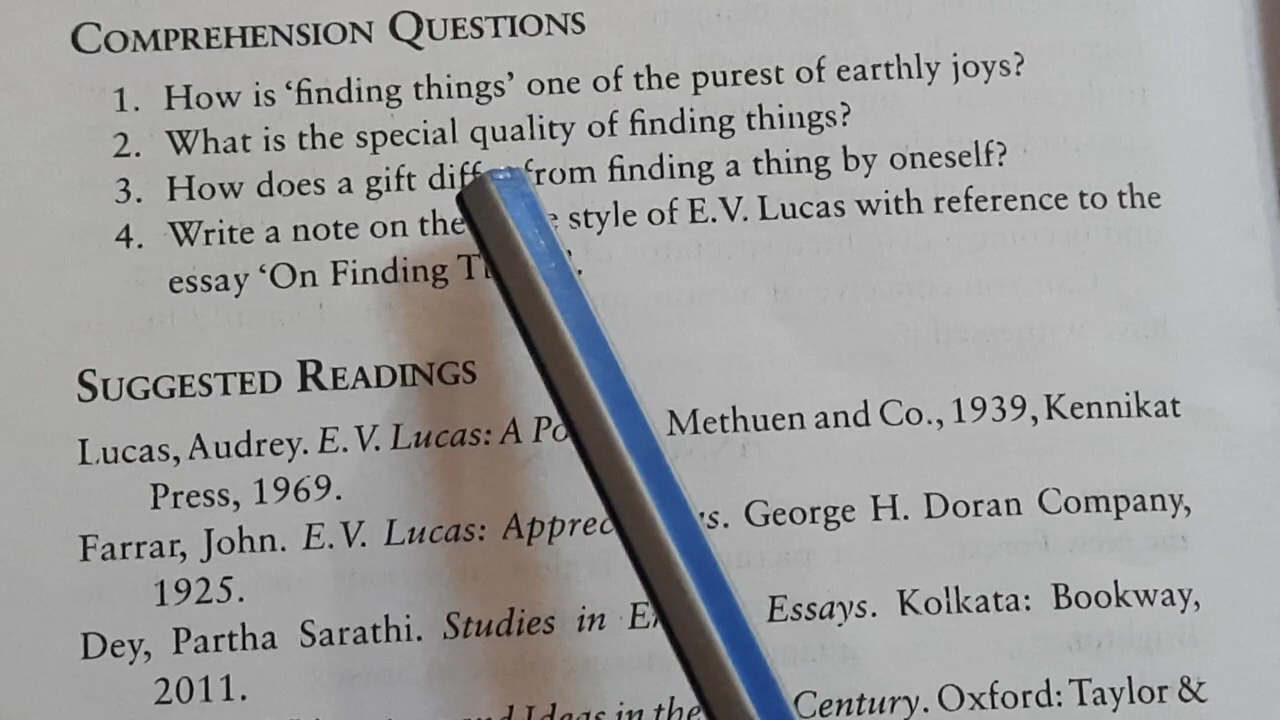 COMPREHENSION QUESTIONS
1. How is ‘finding things’ one of the purest of earthly joys?
2. What is the special quality of finding things?
3. How does a gift from finding a thing by oneself?
4. Write a note on the style of E.V. Lucas with reference to the
essay ‘On Finding
SUGGESTED READINGS
Lucas, Audrey. E.V. Lucas: A Methuen and Co., 1939, Kennikat
Press, 1969.
Farrar, John. E.V. Lucas: George H. Doran Company,
1925.
Dey, Partha Sarathi. Studies in Essays. Kolkata: Bookway,
2011.
Ideas in the Century. Oxford: Taylor &